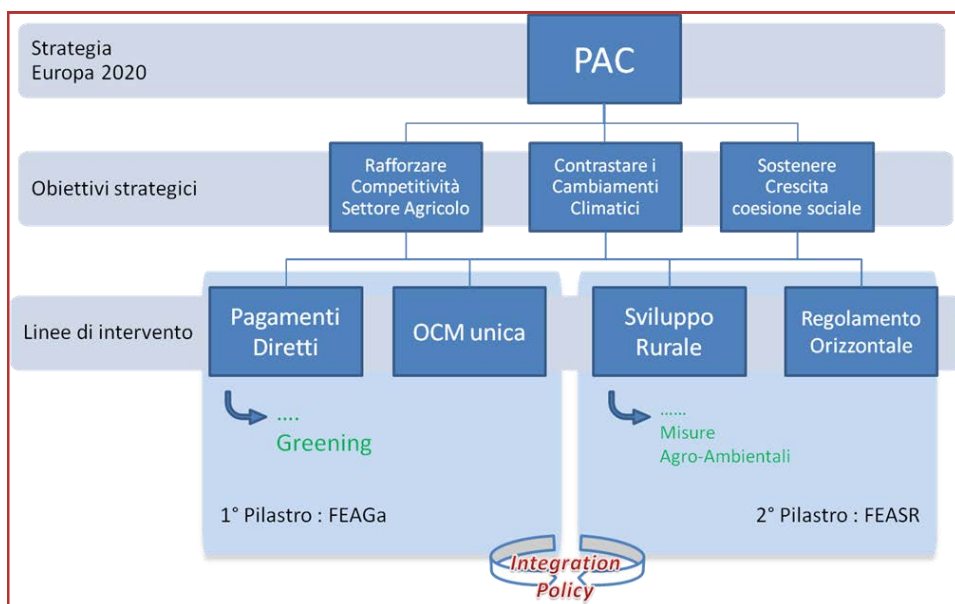 Strategia
Europa 2020
PAC
Obiettivi strategici
Rafforzare
Competitività
Settore Agricolo
Contrastare i
Cambiamenti
Climatici
Sostenere
Crescita
coesione sociale
Linee di intervento
Pagamenti
Diretti
OCM unica
Sviluppo
Rurale
Regolamento
Orizzontale
....
Greening
......
Misure
Agro-Ambientali
1° Pilastro : FEAGa
2° Pilastro : FEASR
Integration
Policy